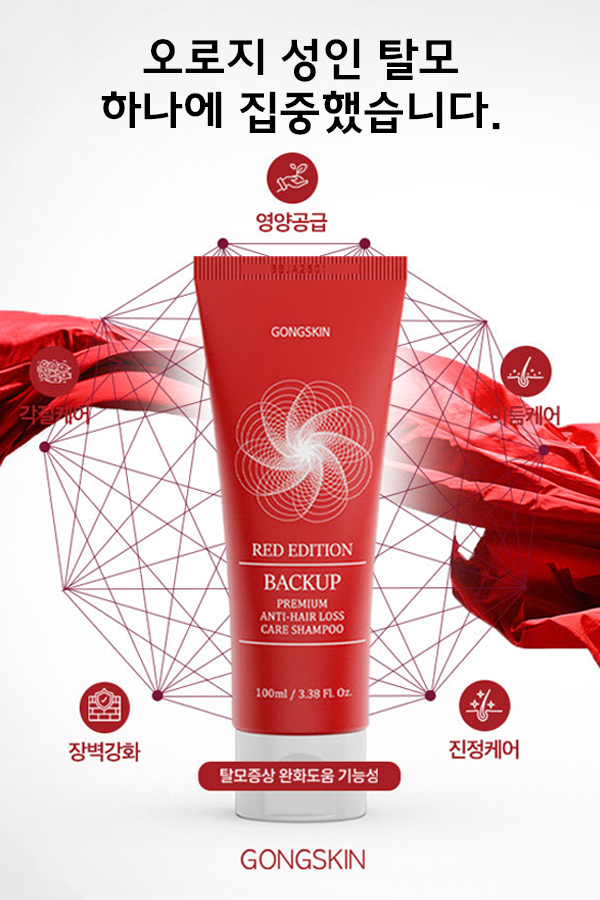 오로지 성인 탈모
하나에 집중했습니다.
영양공급
BBJA2501
GONGSKIN
각질케어
비듬케어
RED EDITION
BACKUP
PREMIUM
ANTI-HAIR LOSS
CARE SHAMPOO
100ml / 3.38 Fl. Oz.
장벽강화
진정케어
탈모증상 완화도움 기능성
GONGSKIN